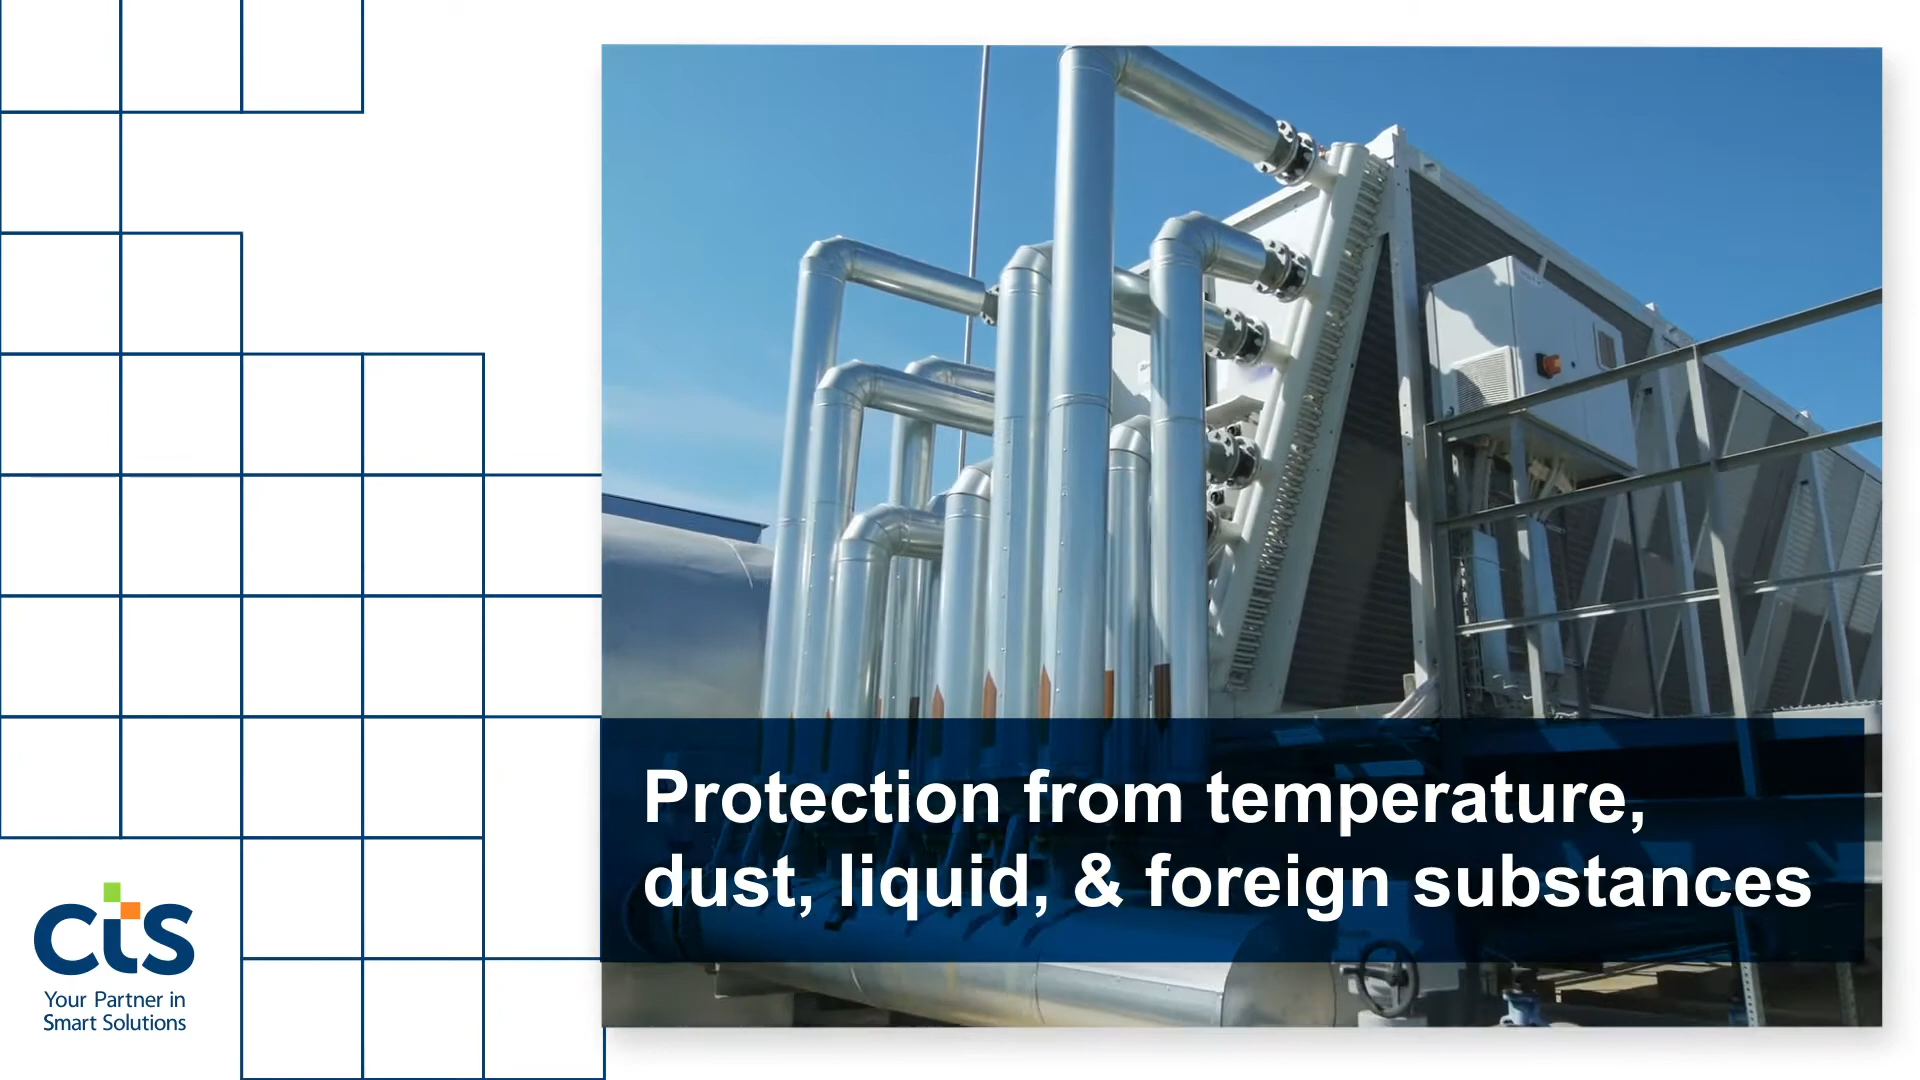 Protection from temperature,
dust, liquid, & foreign substances
cts
Your Partner in
Smart Solutions